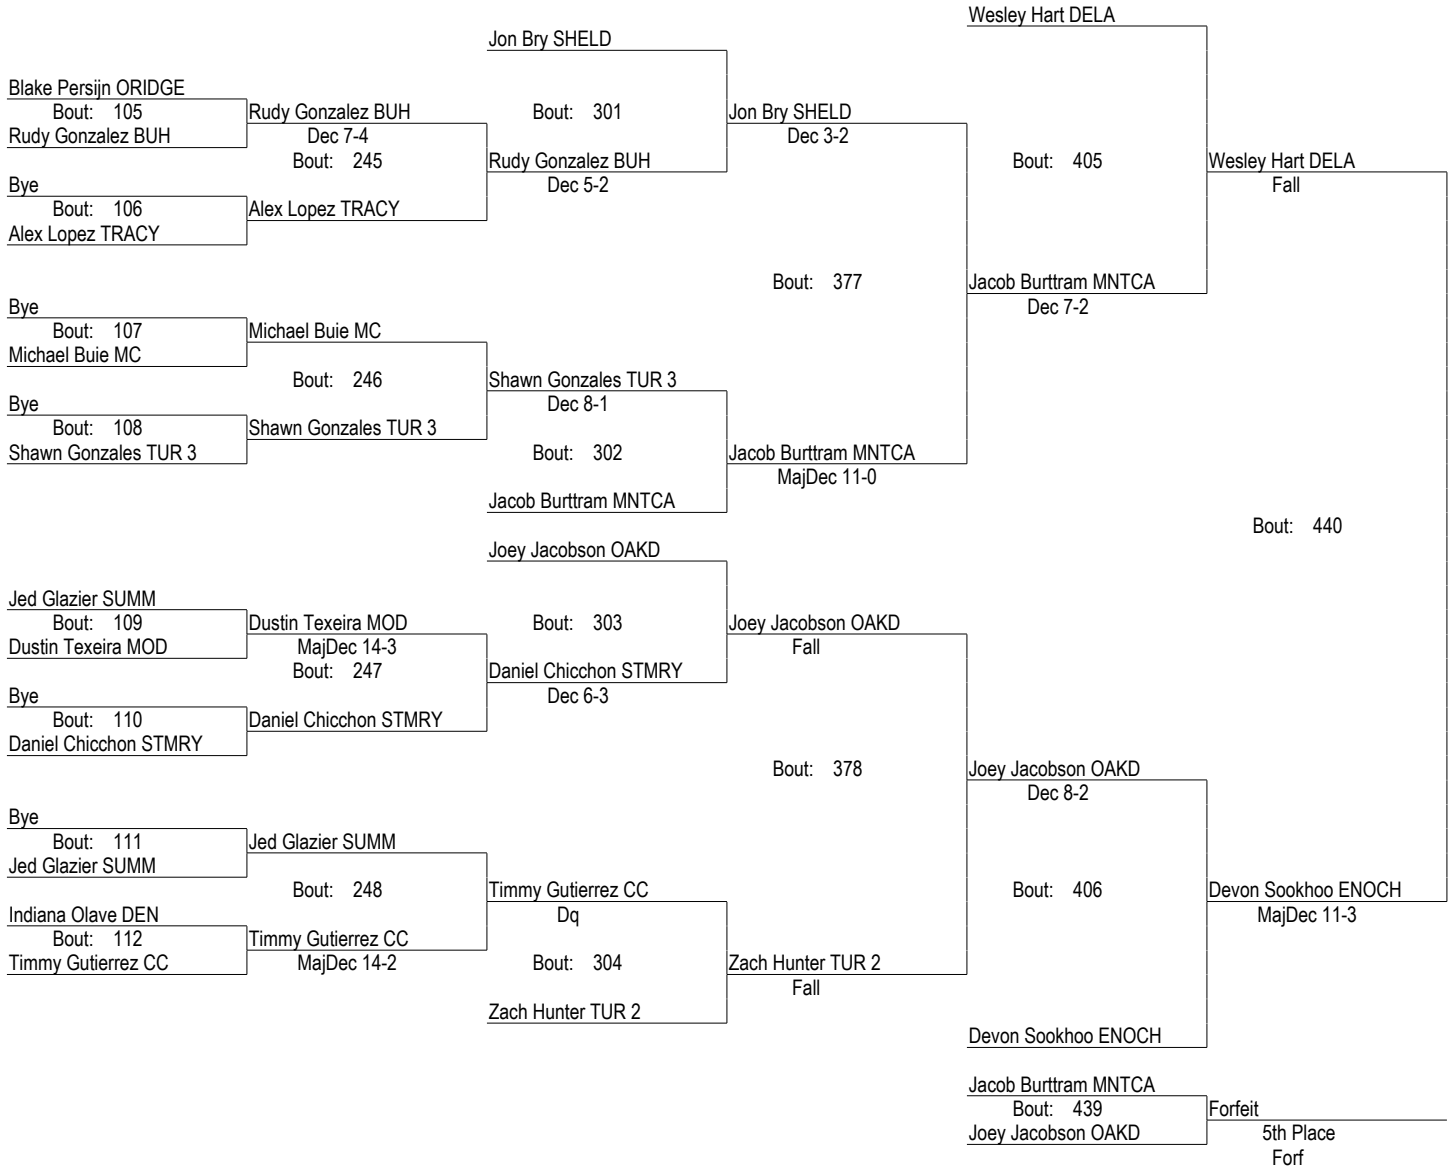 Wesley Hart DELA
Jon Bry SHELD
Blake Persijn ORIDGE
Bout: 105
Rudy Gonzalez BUH
Bout: 301
Jon Bry SHELD
Rudy Gonzalez BUH
Dec 7-4
Dec 3-2
Bout: 245
Rudy Gonzalez BUH
Bout: 405
Wesley Hart DELA
Bye
Dec 5-2
Fall
Bout: 106
Alex Lopez TRACY
Alex Lopez TRACY
Bout: 377
Jacob Burttram MNTCA
Bye
Dec 7-2
Bout: 107
Michael Buie MC
Michael Buie MC
Bout: 246
Shawn Gonzales TUR 3
Bye
Dec 8-1
Bout: 108
Shawn Gonzales TUR 3
Shawn Gonzales TUR 3
Bout: 302
Jacob Burttram MNTCA
MajDec 11-0
Jacob Burttram MNTCA
Bout: 440
Joey Jacobson OAKD
Jed Glazier SUMM
Bout: 109
Dustin Texeira MOD
Bout: 303
Joey Jacobson OAKD
Dustin Texeira MOD
MajDec 14-3
Fall
Bout: 247
Daniel Chicchon STMRY
Bye
Dec 6-3
Bout: 110
Daniel Chicchon STMRY
Daniel Chicchon STMRY
Bout: 378
Joey Jacobson OAKD
Dec 8-2
Bye
Bout: 111
Jed Glazier SUMM
Jed Glazier SUMM
Bout: 248
Timmy Gutierrez CC
Bout: 406
Devon Sookhoo ENOCH
Indiana Olave DEN
Dq
MajDec 11-3
Bout: 112
Timmy Gutierrez CC
Timmy Gutierrez CC
MajDec 14-2
Bout: 304
Zach Hunter TUR 2
Fall
Zach Hunter TUR 2
Devon Sookhoo ENOCH
Jacob Burttram MNTCA
Bout: 439
Forfeit
Joey Jacobson OAKD
5th Place
Forf